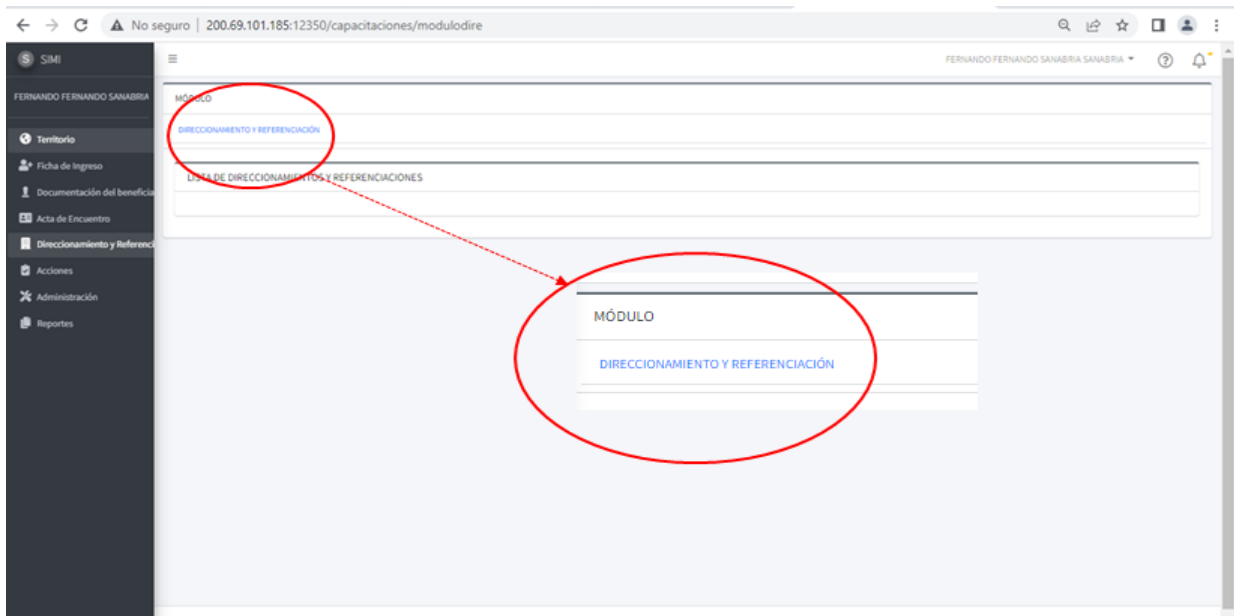 No seguro | 200.69.101.185:12350/capacitaciones/modulodire
S SIMI
FERNANDO FERNANDO SANABRIA SANABRIA
FERNANDO FERNANDO SANABRIA
Territorio
Ficha de Ingreso
Documentación del beneficia
Acta de Encuentro
Direccionamiento y Referenci
Acciones
Administración
Reportes
MÓDULO
DIRECCIONAMIENTO Y REFERENCIACIÓN
LISTA DE DIRECCIONAMIENTOS Y REFERENCIACIONES
MÓDULO
DIRECCIONAMIENTO Y REFERENCIACIÓN